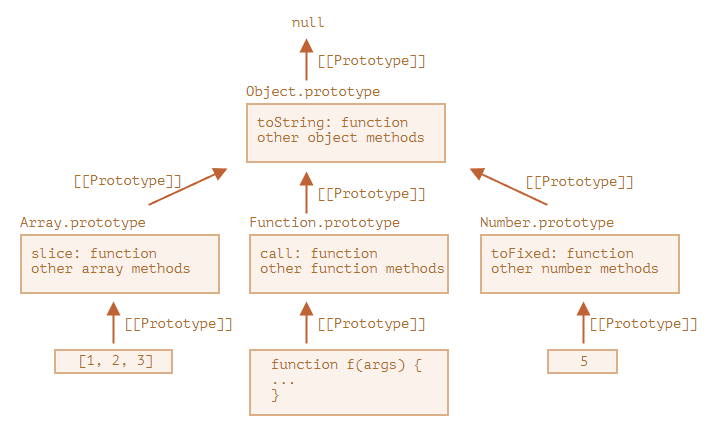 null
[[Prototype]]
Object.prototype
toString: function
other object methods
[[Prototype]]
[[Prototype]]
[[Prototype]]
Array.prototype
slice: function
other array methods
Function.prototype
call: function
other function methods
Number.prototype
toFixed: function
other number methods
[[Prototype]]
[[Prototype]]
[[Prototype]]
[1, 2, 3]
function f(args) {
...
}
5